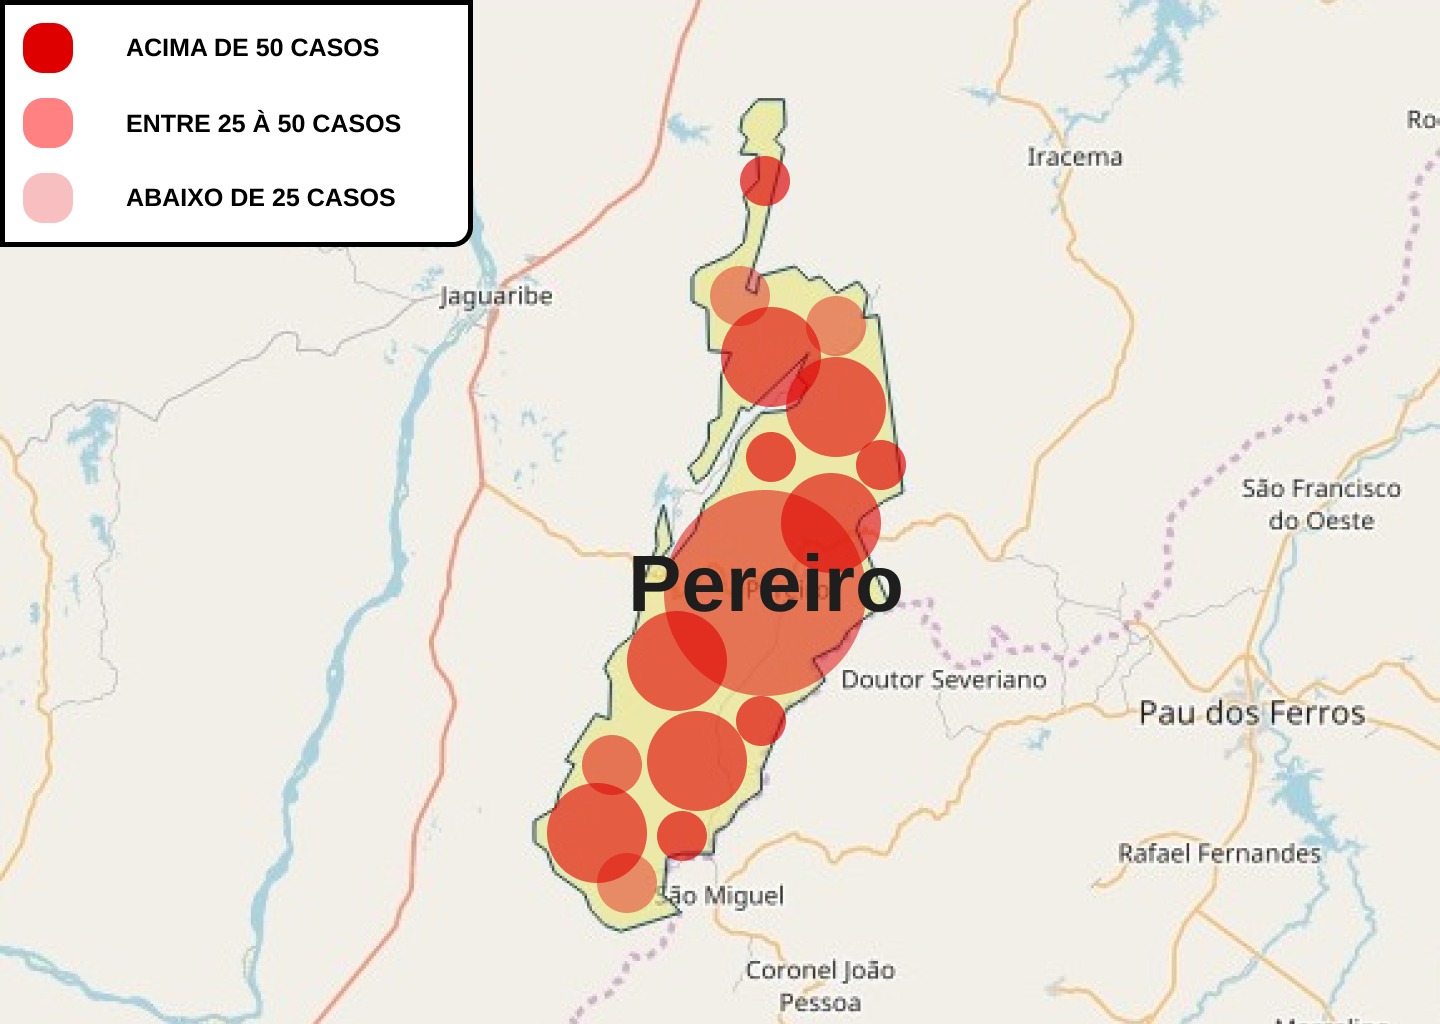 ACIMA DE 50 CASOS
ENTRE 25 À 50 CASOS
ABAIXO DE 25 CASOS
Iracema
Jaguaribe
São Francisco
do Oeste
Pereiro
Doutor Severiano
Pau dos Ferros
Rafael Fernandes
São Miguel
Coronel João
Pessoa